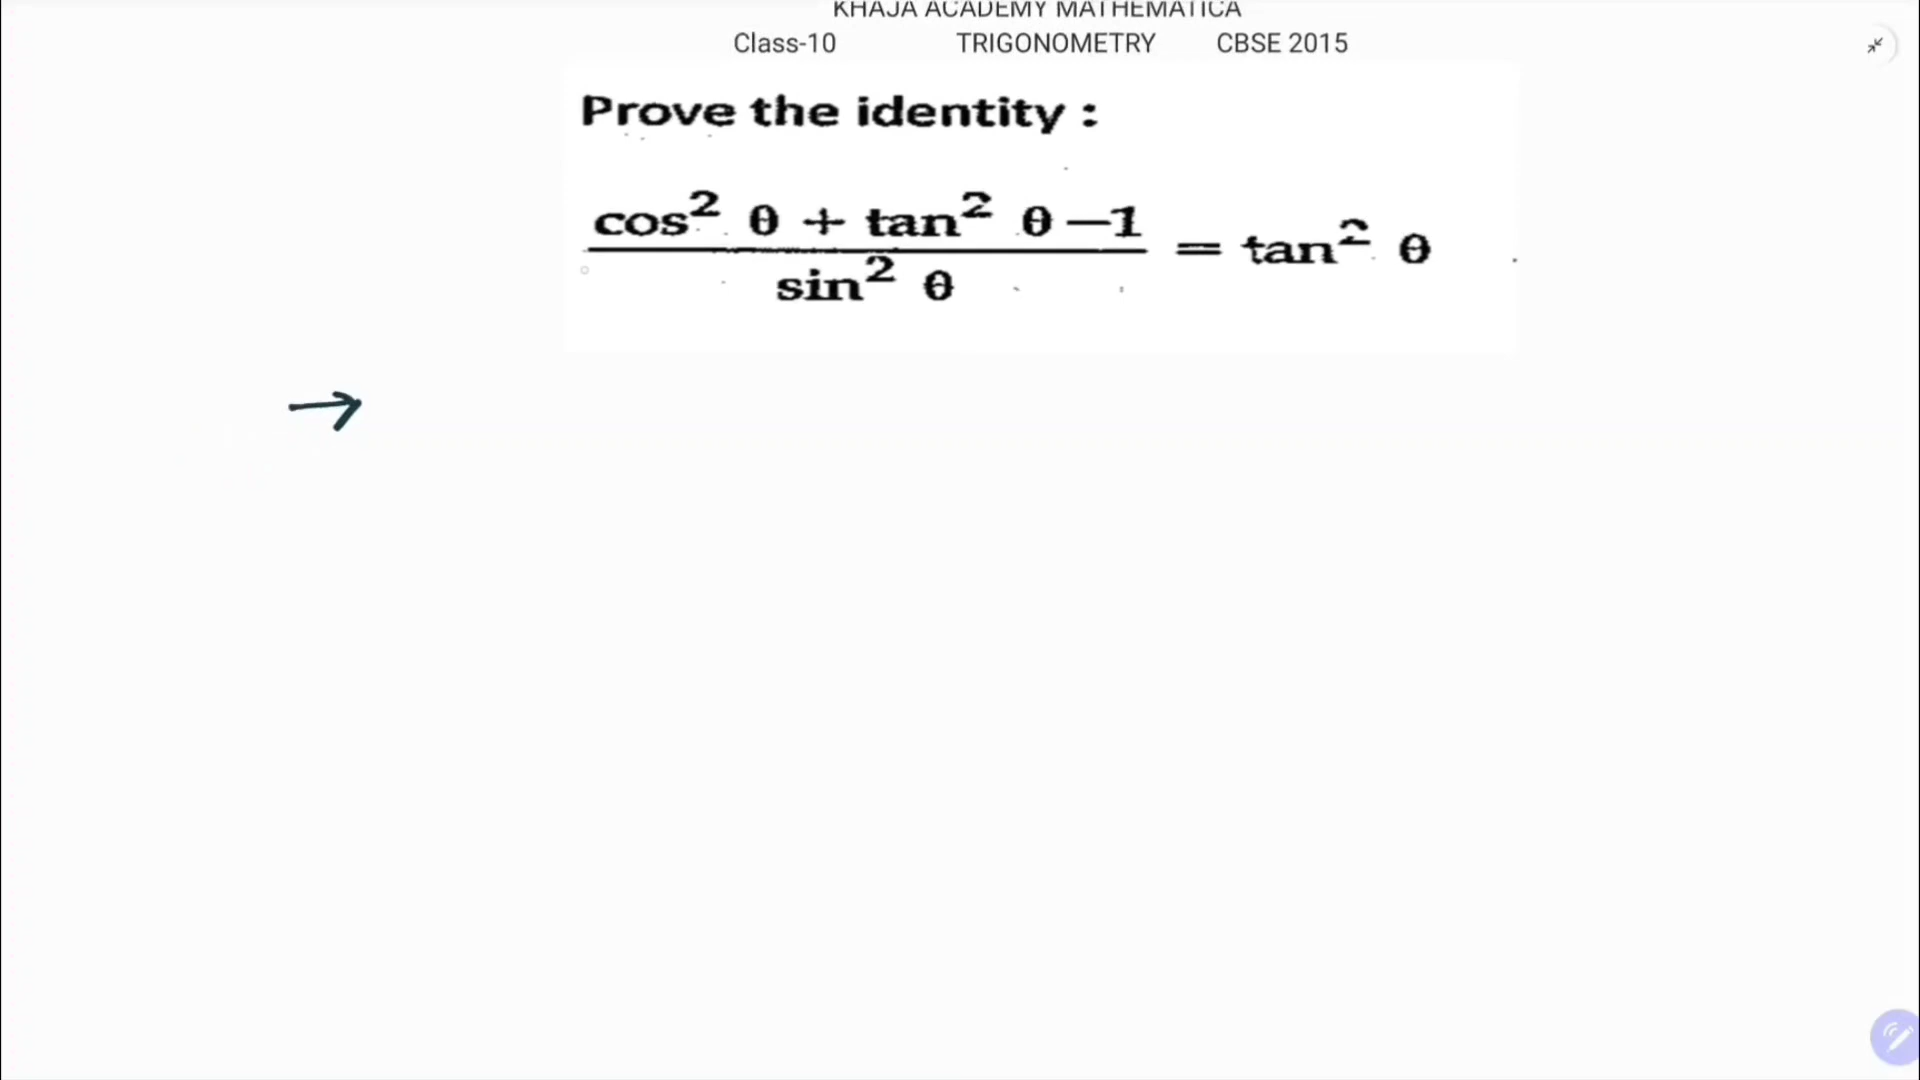 KHAJA ACADEMY MATHEMATICA
Class-10 TRIGONOMETRY CBSE 2015
Prove the identity :
cos² θ + tan² θ – 1
= tan² θ
sin² θ